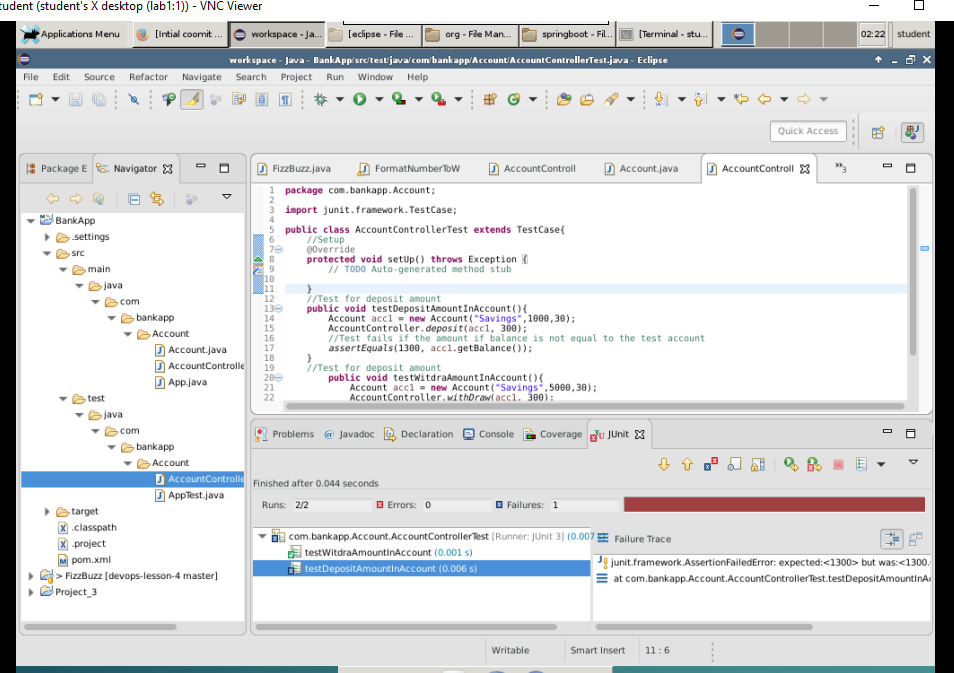 tudent (student's X desktop (lab1:1)) - VNC Viewer
Applications Menu [Intial coomit ... workspace - Ja... [eclipse - File ... org - File Man... springboot - Fil... [Terminal - stu... 02:22 student
workspace - Java - BankApp/src/test/java/com/bankapp/Account/AccountControllerTest.java - Eclipse
File Edit Source Refactor Navigate Search Project Run Window Help
Quick Access
Package E Navigator
FizzBuzz.java FormatNumberToW AccountControll Account.java AccountControll »3
BankApp
.settings
src
main
java
com
bankapp
Account
Account.java
AccountControlle
App.java
test
java
com
bankapp
Account
AccountControlle
AppTest.java
target
.classpath
.project
pom.xml
> FizzBuzz [devops-lesson-4 master]
Project_3
1 package com.bankapp.Account;
2
3 import junit.framework.TestCase;
4
5 public class AccountControllerTest extends TestCase{
6 //Setup
7 @Override
8 protected void setUp() throws Exception {
9 // TODO Auto-generated method stub
10
11 }
12 //Test for deposit amount
13 public void testDepositAmountInAccount(){
14 Account acc1 = new Account("Savings",1000,30);
15 AccountController.deposit(acc1, 300);
16 //Test fails if the amount if balance is not equal to the test account
17 assertEquals(1300, acc1.getBalance());
18 }
19 //Test for deposit amount
20 public void testWitdraAmountInAccount(){
21 Account acc1 = new Account("Savings",5000,30);
22 AccountController.withDraw(acc1, 300);
Problems Javadoc Declaration Console Coverage JUnit
Finished after 0.044 seconds
Runs: 2/2 Errors: 0 Failures: 1
com.bankapp.Account.AccountControllerTest [Runner: JUnit 3] (0.007
testWitdraAmountInAccount (0.001 s)
testDepositAmountInAccount (0.006 s)
Failure Trace
junit.framework.AssertionFailedError: expected:<1300> but was:<1300.
at com.bankapp.Account.AccountControllerTest.testDepositAmountInA
Writable Smart Insert 11 : 6